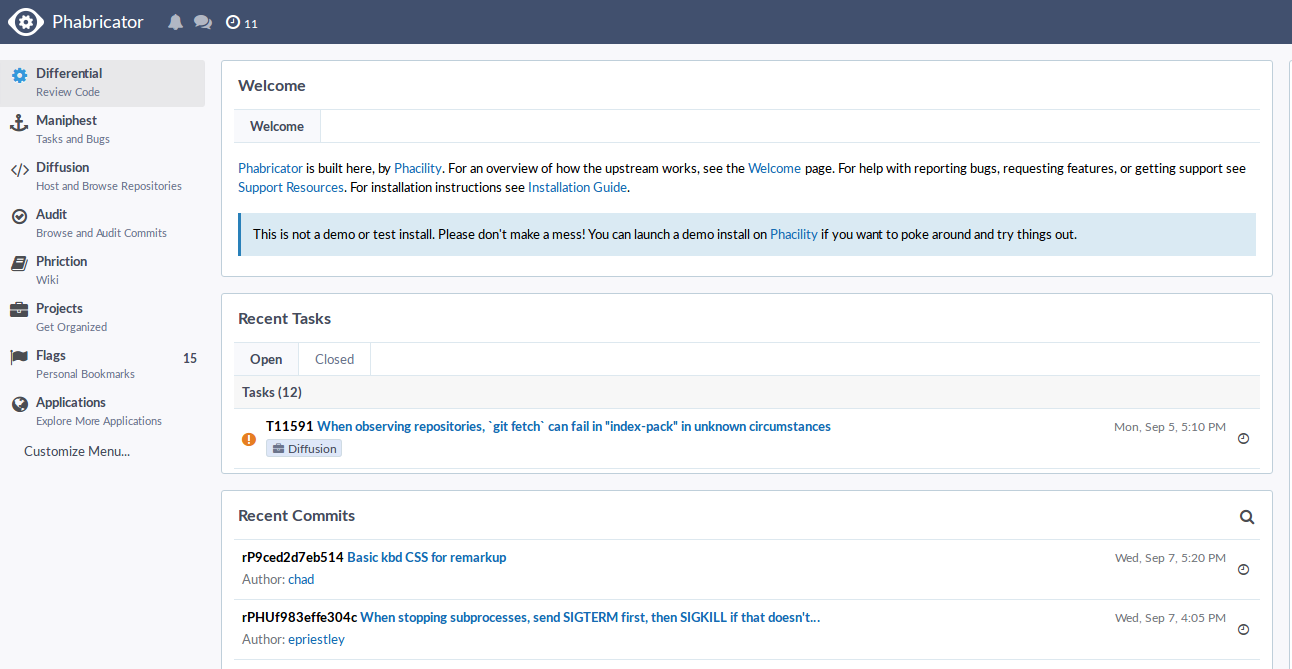 Phabricator 11
Differential
Review Code
Maniphest
Tasks and Bugs
Diffusion
Host and Browse Repositories
Audit
Browse and Audit Commits
Phriction
Wiki
Projects
Get Organized
Flags 15
Personal Bookmarks
Applications
Explore More Applications
Customize Menu...
Welcome
Welcome
Phabricator is built here, by Phacility. For an overview of how the upstream works, see the Welcome page. For help with reporting bugs, requesting features, or getting support see
Support Resources. For installation instructions see Installation Guide.
This is not a demo or test install. Please don't make a mess! You can launch a demo install on Phacility if you want to poke around and try things out.
Recent Tasks
Open Closed
Tasks (12)
T11591 When observing repositories, `git fetch` can fail in "index-pack" in unknown circumstances Mon, Sep 5, 5:10 PM
Diffusion
Recent Commits
rP9ced2d7eb514 Basic kbd CSS for remarkup Wed, Sep 7, 5:20 PM
Author: chad
rPHUf983effe304c When stopping subprocesses, send SIGTERM first, then SIGKILL if that doesn't... Wed, Sep 7, 4:05 PM
Author: epriestley